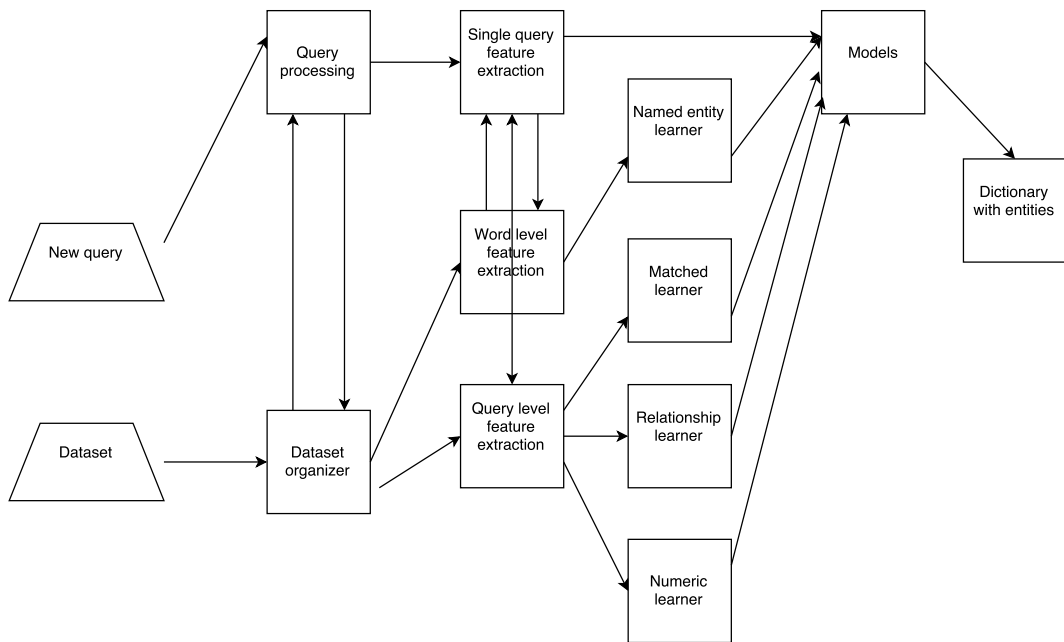 Query
processing
Single query
feature
extraction
Models
Named entity
learner
Dictionary
with entities
New query
Word level
feature
extraction
Matched
learner
Dataset
Dataset
organizer
Query level
feature
extraction
Relationship
learner
Numeric
learner